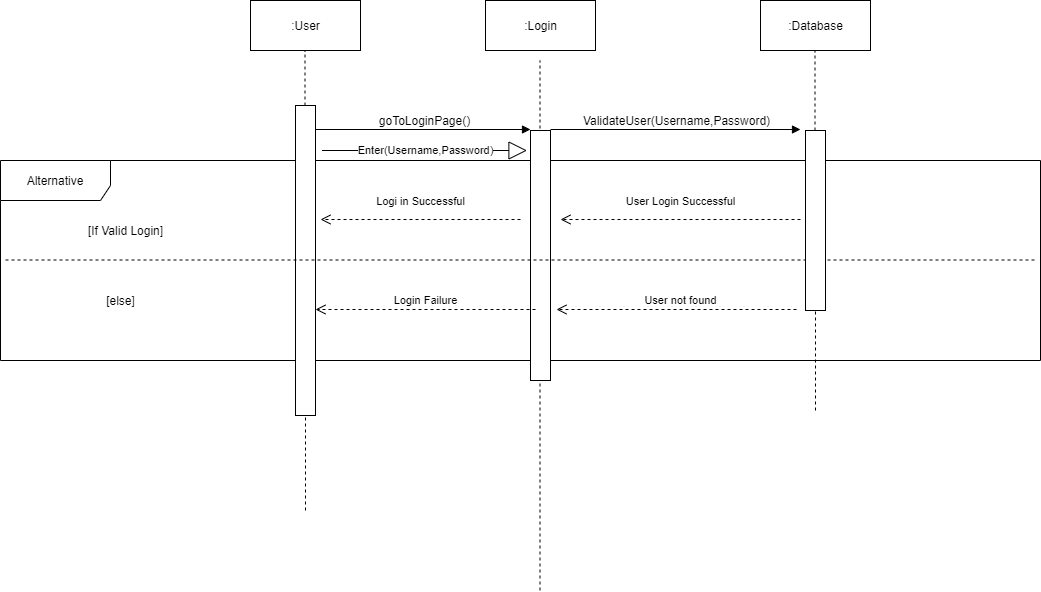 :User
:Login
:Database
goToLoginPage()
ValidateUser(Username,Password)
Enter(Username,Password)
Alternative
Logi in Successful
User Login Successful
[If Valid Login]
[else]
Login Failure
User not found